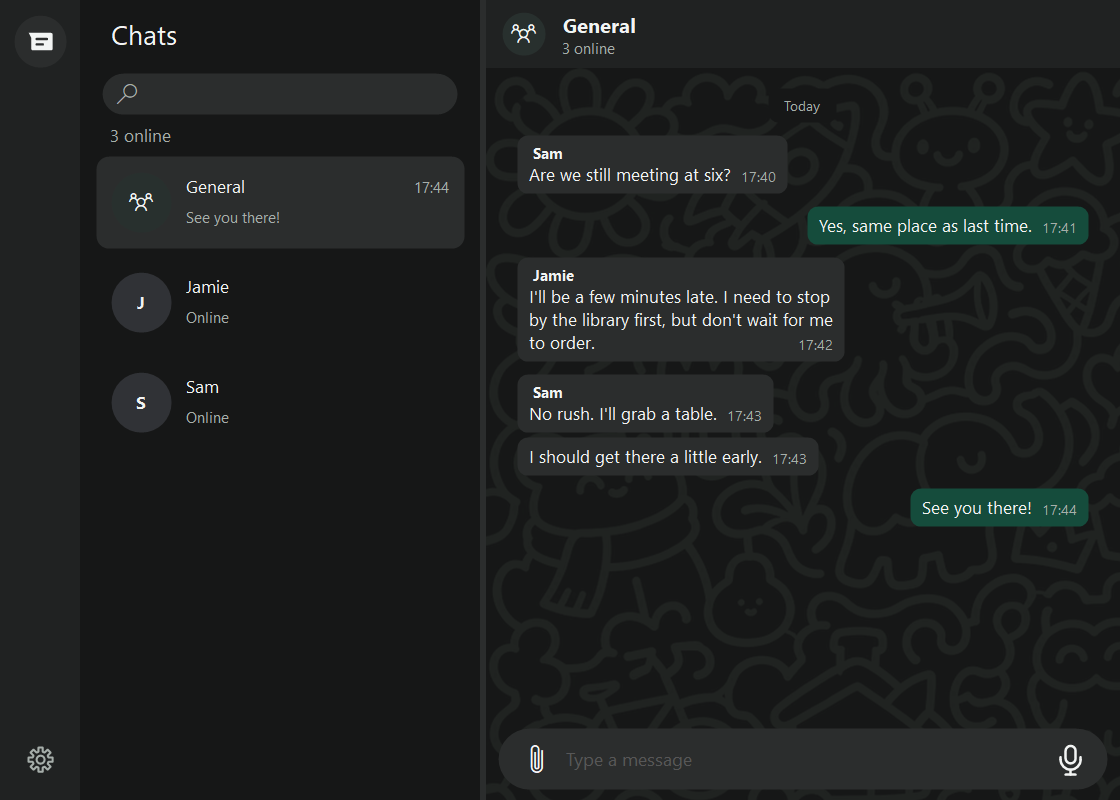 Chats
3 online
General 17:44
See you there!
J
Jamie
Online
S
Sam
Online
General
3 online
Today
Sam
Are we still meeting at six? 17:40
Yes, same place as last time. 17:41
Jamie
I'll be a few minutes late. I need to stop
by the library first, but don't wait for me
to order. 17:42
Sam
No rush. I'll grab a table. 17:43
I should get there a little early. 17:43
See you there! 17:44
Type a message